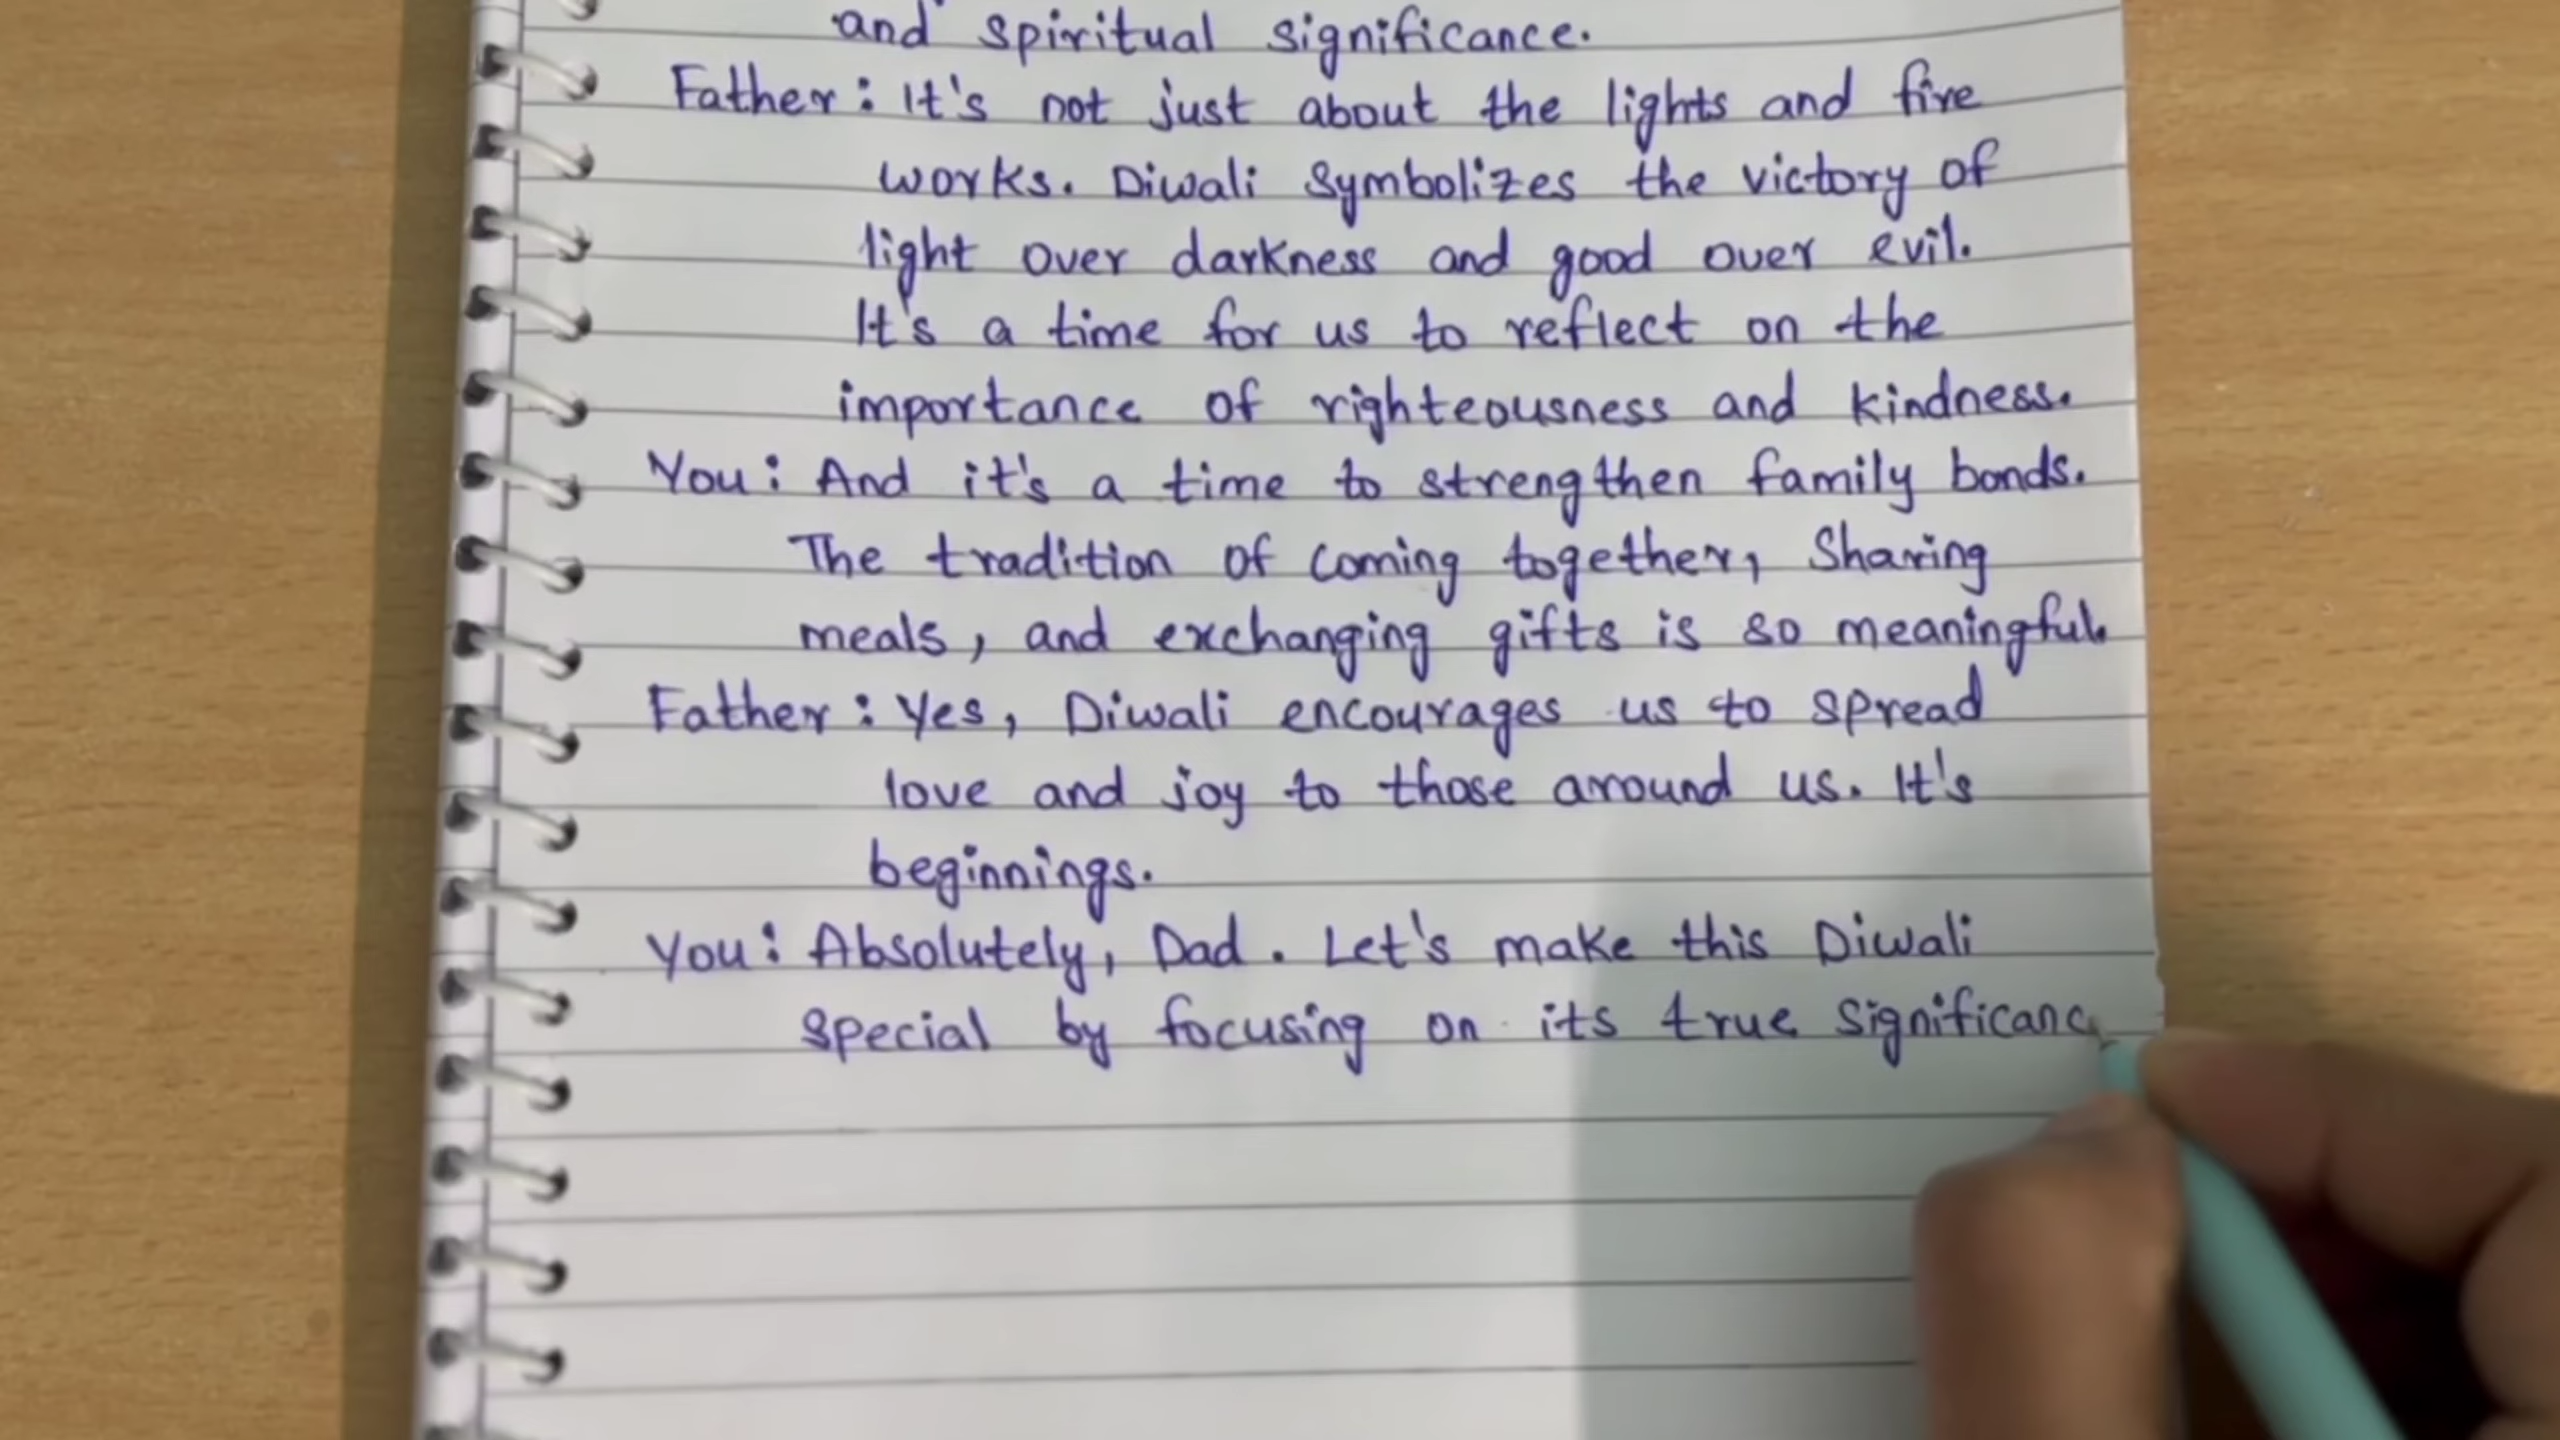 and spiritual significance.
Father: It's not just about the lights and fire
works. Diwali symbolizes the victory of
light over darkness and good over evil.
It's a time for us to reflect on the
importance of righteousness and kindness.
You: And it's a time to strengthen family bonds.
The tradition of coming together, Sharing
meals, and exchanging gifts is so meaningful.
Father: Yes, Diwali encourages us to spread
love and joy to those around us. It's
beginnings.
You: Absolutely, Dad. Let's make this Diwali
special by focusing on its true significanc